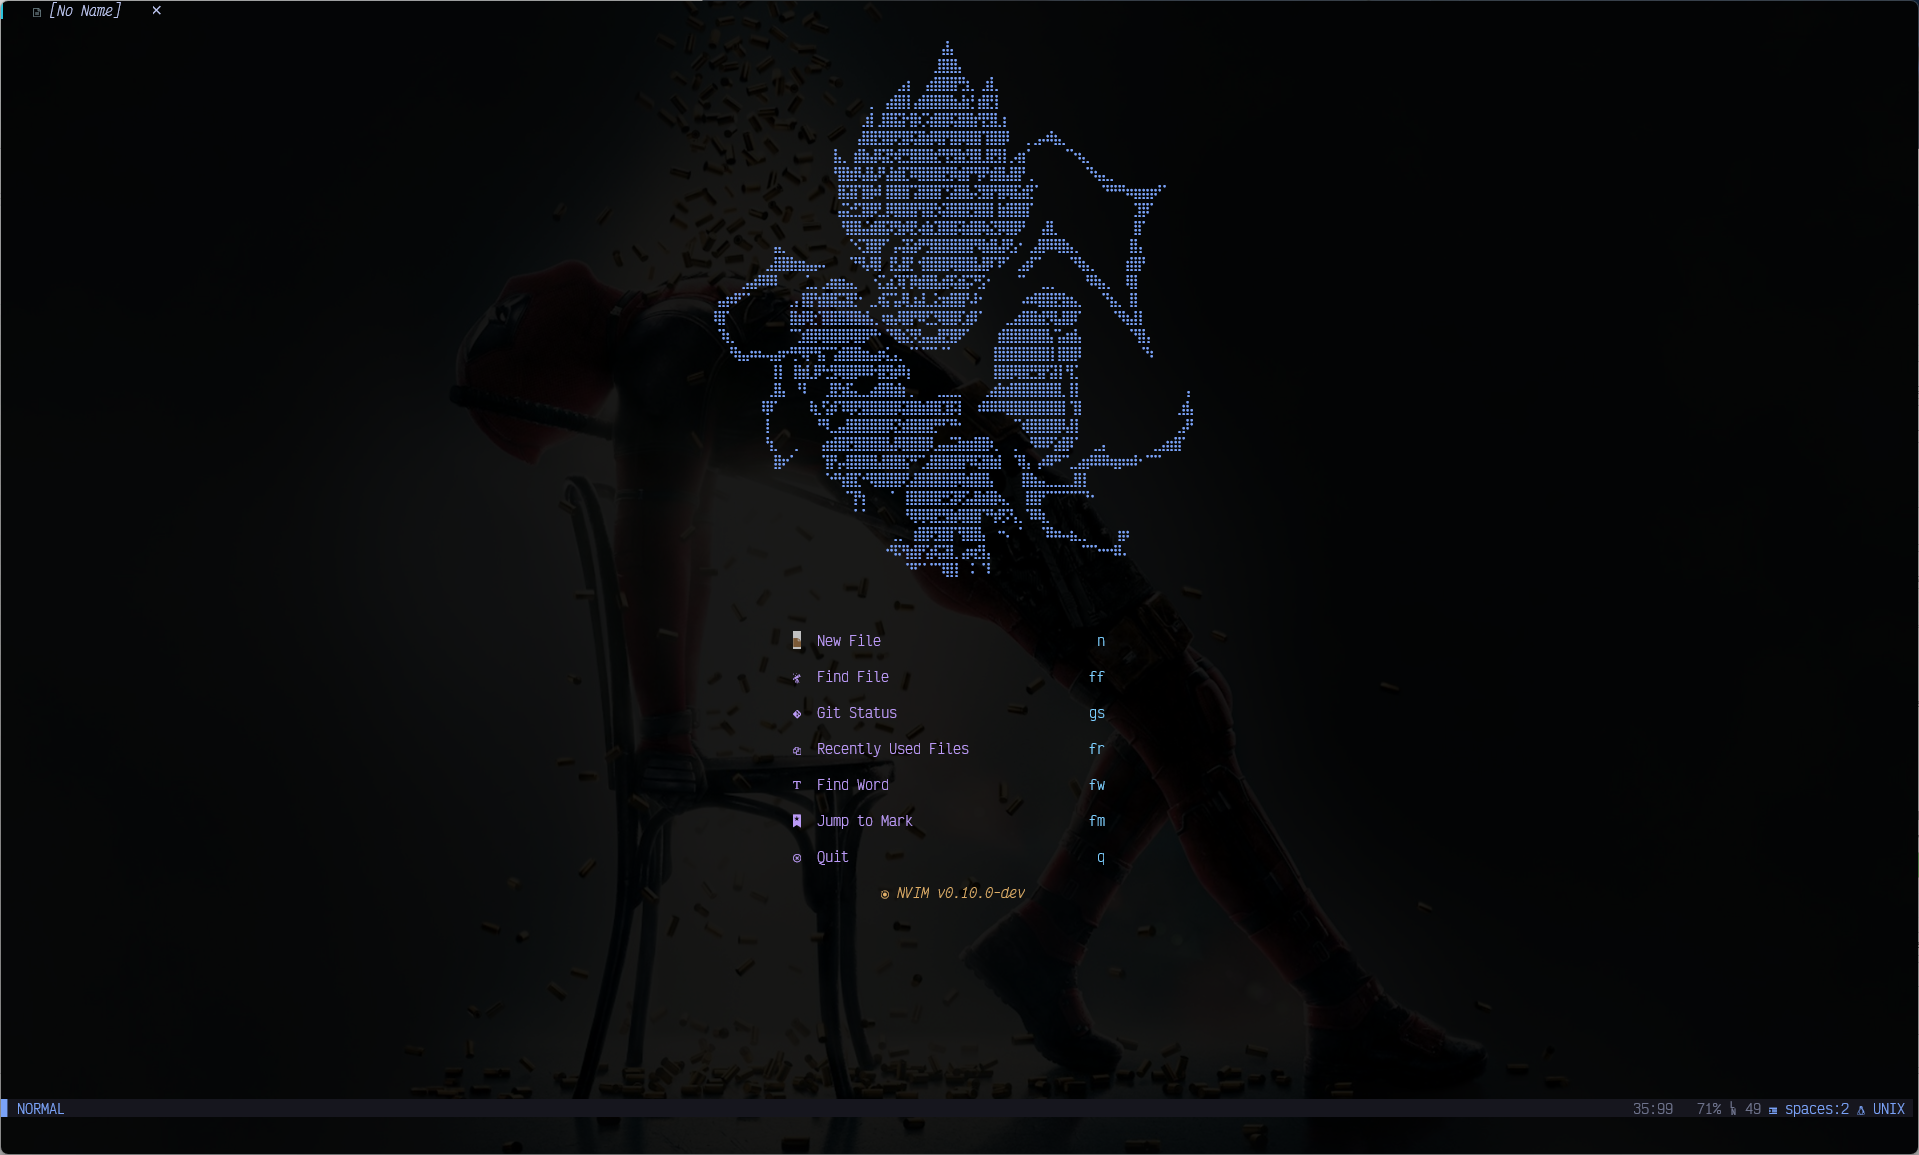 [No Name] ×
New File n
Find File ff
Git Status gs
Recently Used Files fr
Find Word fw
Jump to Mark fm
Quit q
NVIM v0.10.0-dev
NORMAL 35:99 71% LN 49 spaces:2 UNIX